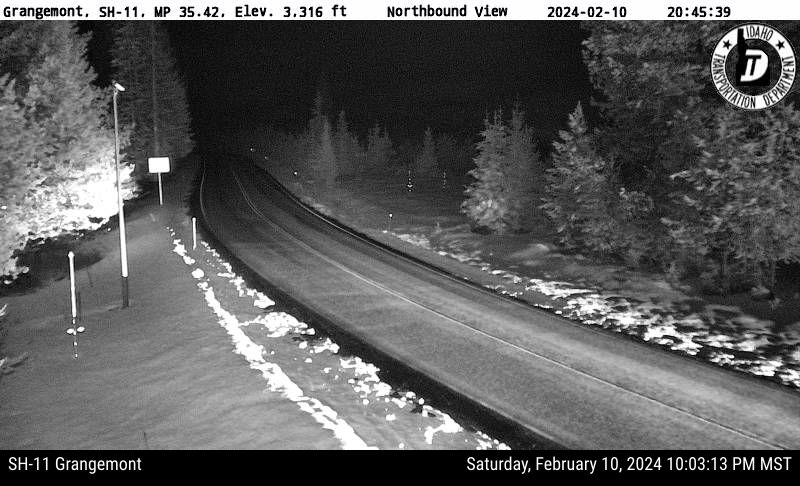 Grangemont, SH-11, MP 35.42, Elev. 3,316 ft Northbound View 2024-02-10 20:45:39
IDAHO
TRANSPORTATION DEPARTMENT
SH-11 Grangemont Saturday, February 10, 2024 10:03:13 PM MST